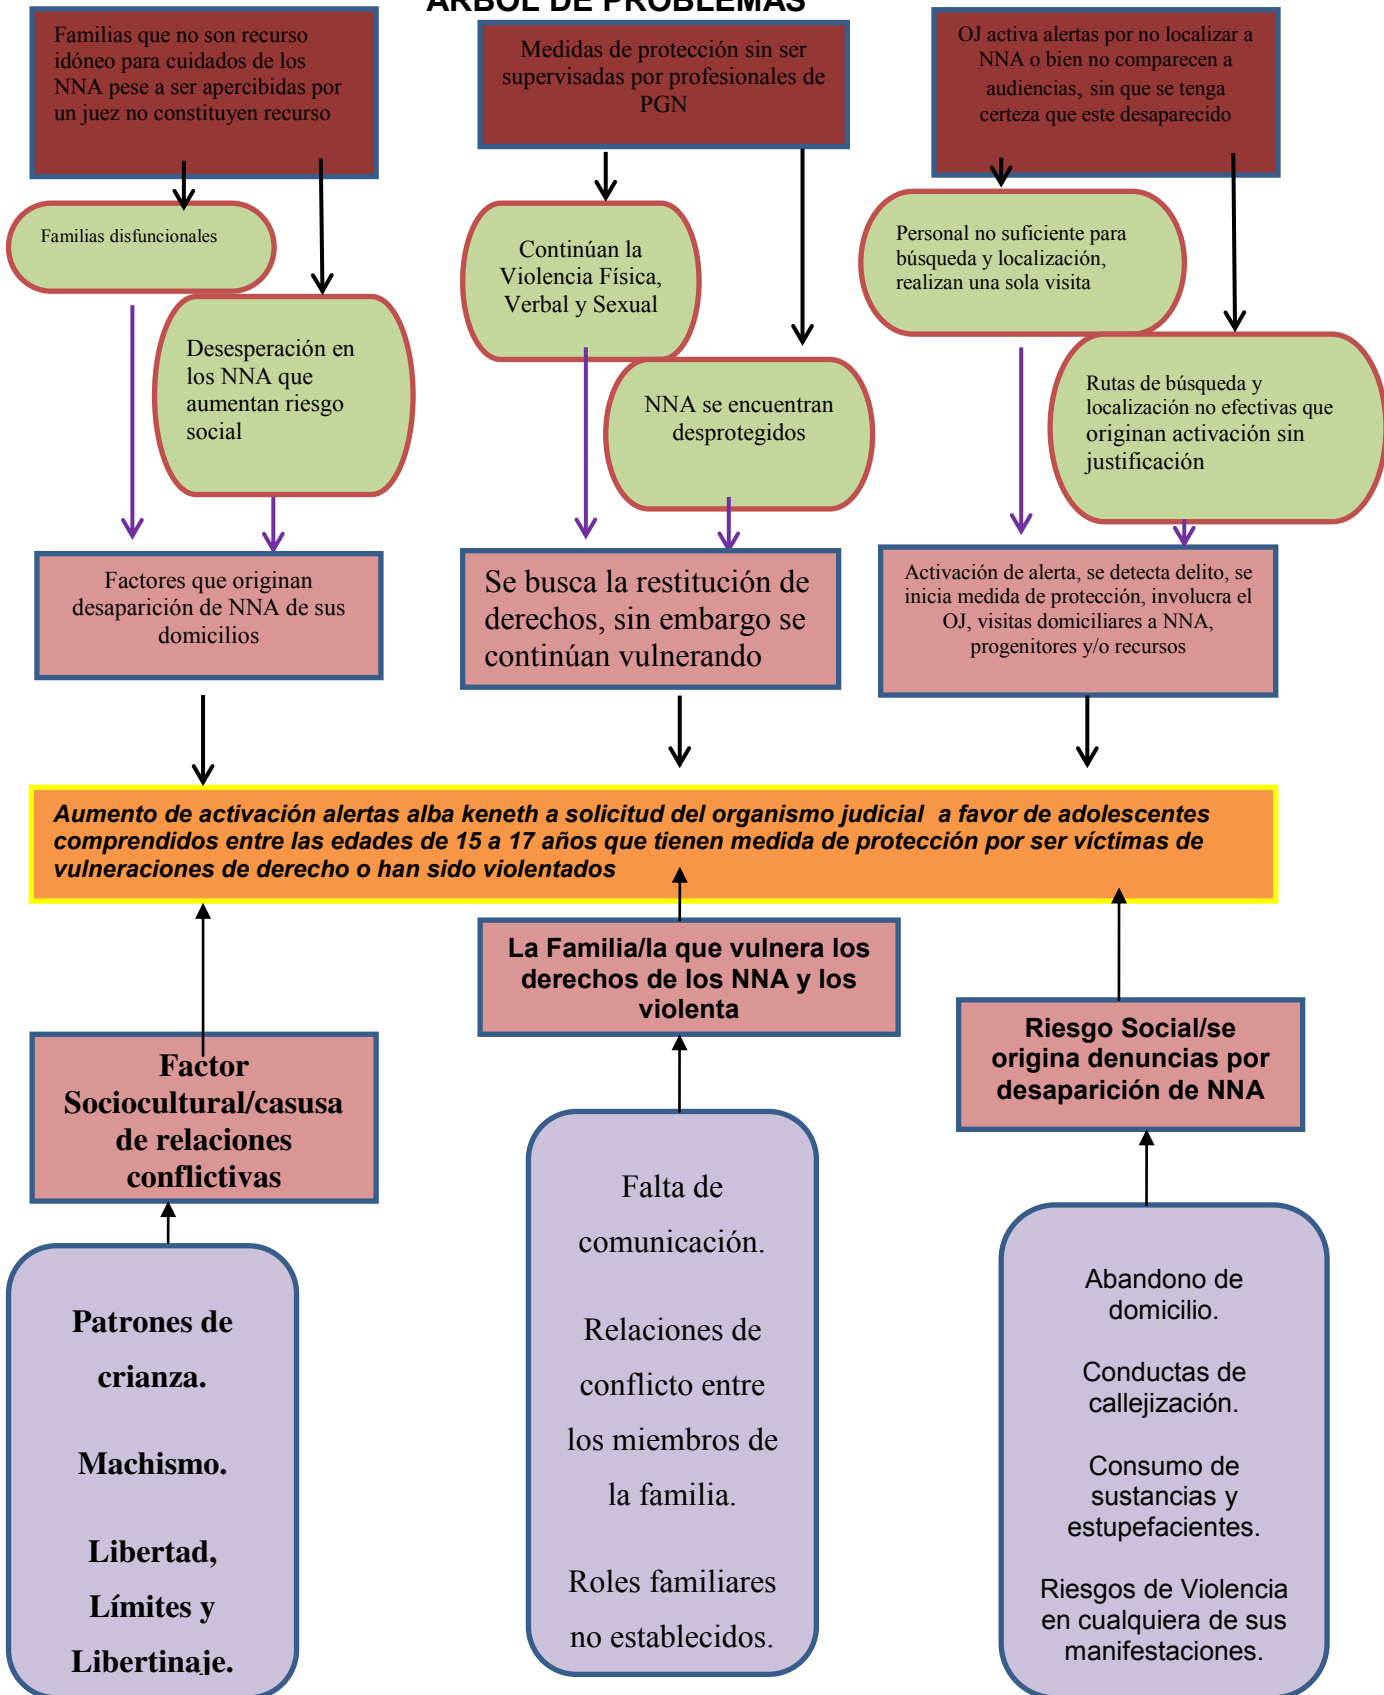 ÁRBOL DE PROBLEMAS
Familias que no son recurso
idóneo para cuidados de los
NNA pese a ser apercibidas por
un juez no constituyen recurso
Medidas de protección sin ser
supervisadas por profesionales de
PGN
OJ activa alertas por no localizar a
NNA o bien no comparecen a
audiencias, sin que se tenga
certeza que este desaparecido
Familias disfuncionales
Desesperación en
los NNA que
aumentan riesgo
social
Continúan la
Violencia Física,
Verbal y Sexual
NNA se encuentran
desprotegidos
Personal no suficiente para
búsqueda y localización,
realizan una sola visita
Rutas de búsqueda y
localización no efectivas que
originan activación sin
justificación
Factores que originan
desaparición de NNA de sus
domicilios
Se busca la restitución de
derechos, sin embargo se
continúan vulnerando
Activación de alerta, se detecta delito, se
inicia medida de protección, involucra el
OJ, visitas domiciliares a NNA,
progenitores y/o recursos
Aumento de activación alertas alba keneth a solicitud del organismo judicial a favor de adolescentes
comprendidos entre las edades de 15 a 17 años que tienen medida de protección por ser víctimas de
vulneraciones de derecho o han sido violentados
Factor
Sociocultural/casusa
de relaciones
conflictivas
La Familia/la que vulnera los
derechos de los NNA y los
violenta
Riesgo Social/se
origina denuncias por
desaparición de NNA
Patrones de
crianza.
Machismo.
Libertad,
Límites y
Libertinaje.
Falta de
comunicación.
Relaciones de
conflicto entre
los miembros de
la familia.
Roles familiares
no establecidos.
Abandono de
domicilio.
Conductas de
callejización.
Consumo de
sustancias y
estupefacientes.
Riesgos de Violencia
en cualquiera de sus
manifestaciones.